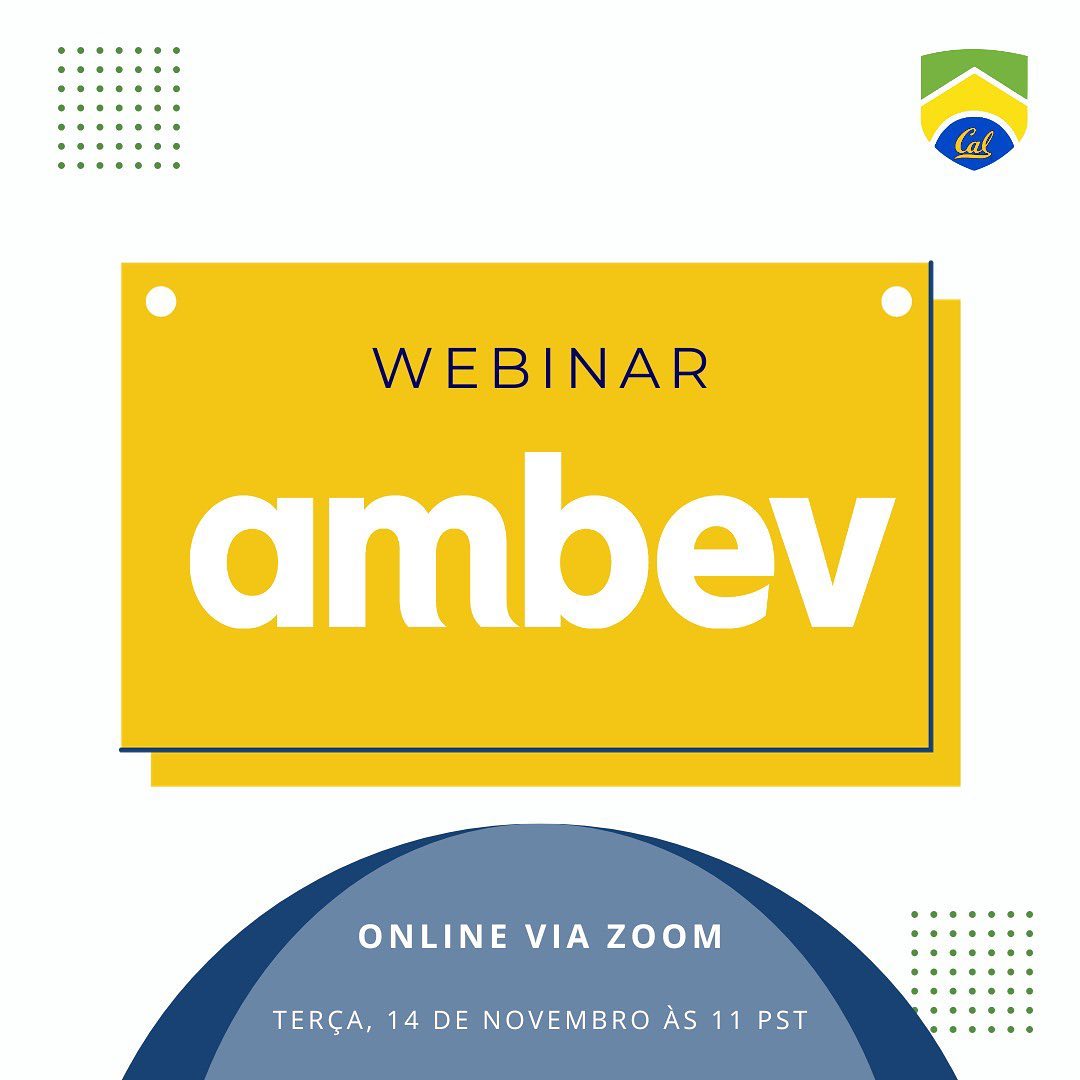 Cal
WEBINAR
ambev
ONLINE VIA ZOOM
TERÇA, 14 DE NOVEMBRO ÀS 11 PST